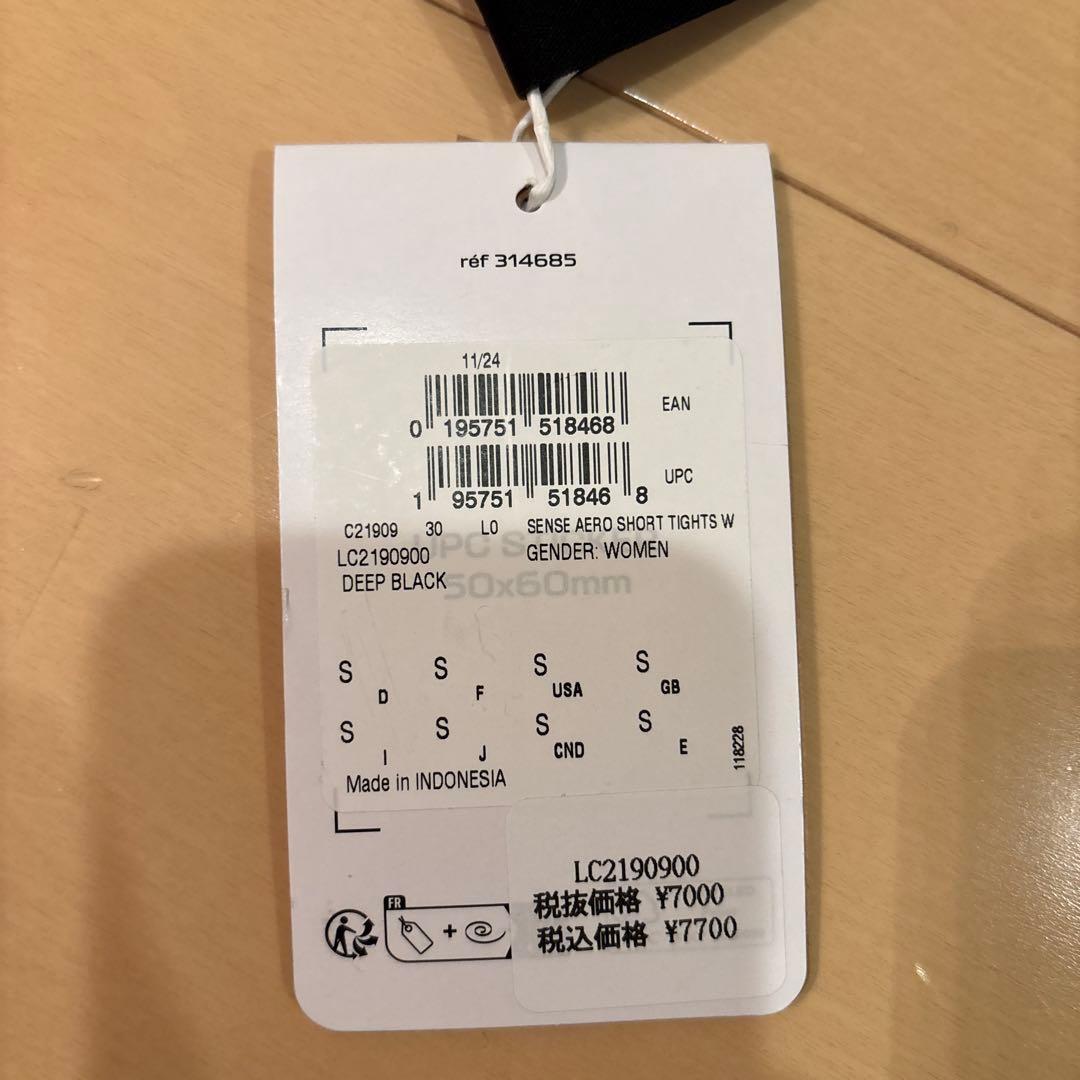 réf 314685
11/24
EAN
0 195751 518468
UPC
1 95751 51846 8
C21909 30 L0 SENSE AERO SHORT TIGHTS W
LC2190900 GENDER: WOMEN
DEEP BLACK
UPC STICKER
50x60mm
S D S F S USA S GB
S I S J S CND S E
118228
Made in INDONESIA
LC2190900
税抜価格 ¥7000
税込価格 ¥7700
FR
+